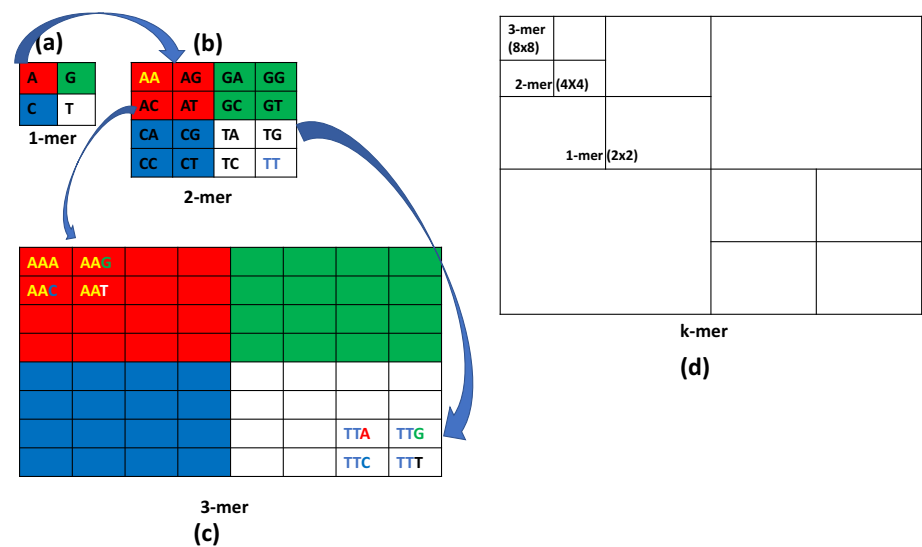 (a)
A G
C T
1-mer
(b)
AA AG GA GG
AC AT GC GT
CA CG TA TG
CC CT TC TT
2-mer
AAA AAG
AAC AAT
TTA TTG
TTC TTT
3-mer
(c)
3-mer
(8x8)
2-mer (4X4)
1-mer (2x2)
k-mer
(d)